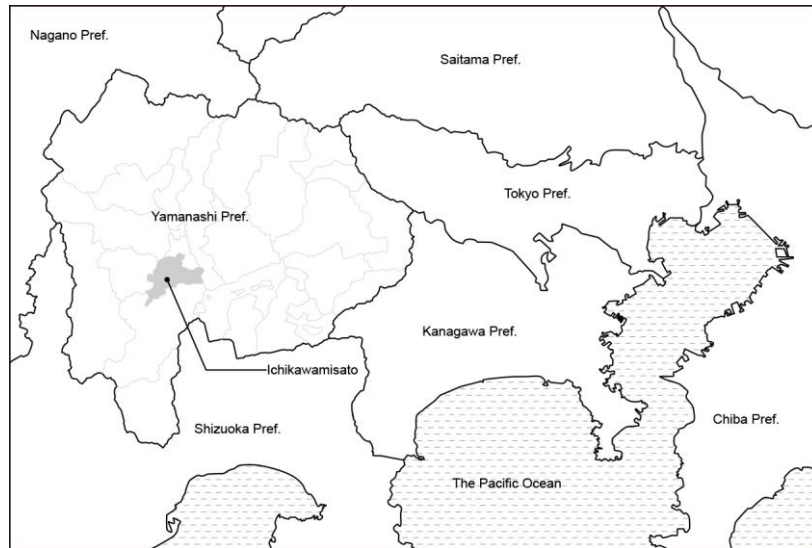 Nagano Pref.
Saitama Pref.
Tokyo Pref.
Yamanashi Pref.
Kanagawa Pref.
Ichikawamisato
Shizuoka Pref.
Chiba Pref.
The Pacific Ocean